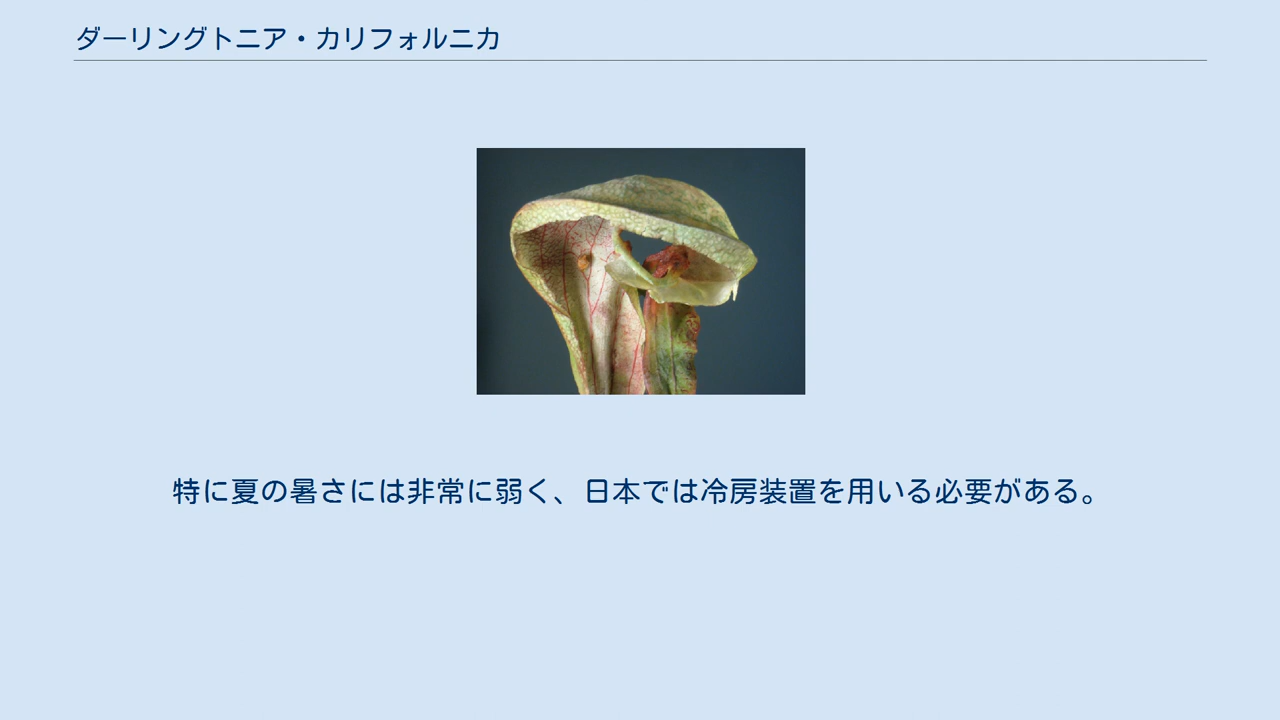 ダーリングトニア・カリフォルニカ
特に夏の暑さには非常に弱く、日本では冷房装置を用いる必要がある。